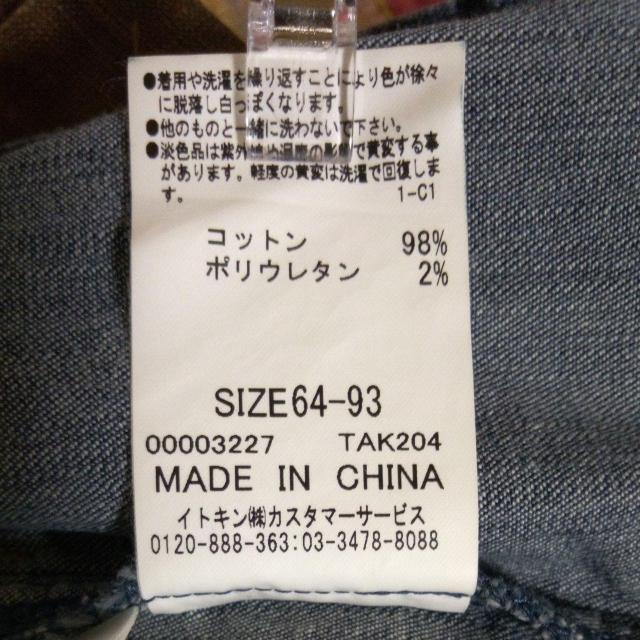 ●着用や洗濯を繰り返すことにより色が徐々
に脱落し白っぽくなります。
●他のものと一緒に洗わないで下さい。
●淡色品は紫外線や湿度の影響で黄変する事
があります。軽度の黄変は洗濯で回復しま
す。
1-C1
コットン 98%
ポリウレタン 2%
SIZE64-93
00003227 TAK204
MADE IN CHINA
イトキン㈱カスタマーサービス
0120-888-363:03-3478-8088